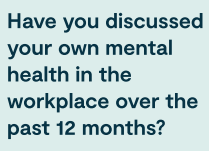 Have you discussed
your own mental
health in the
workplace over the
past 12 months?